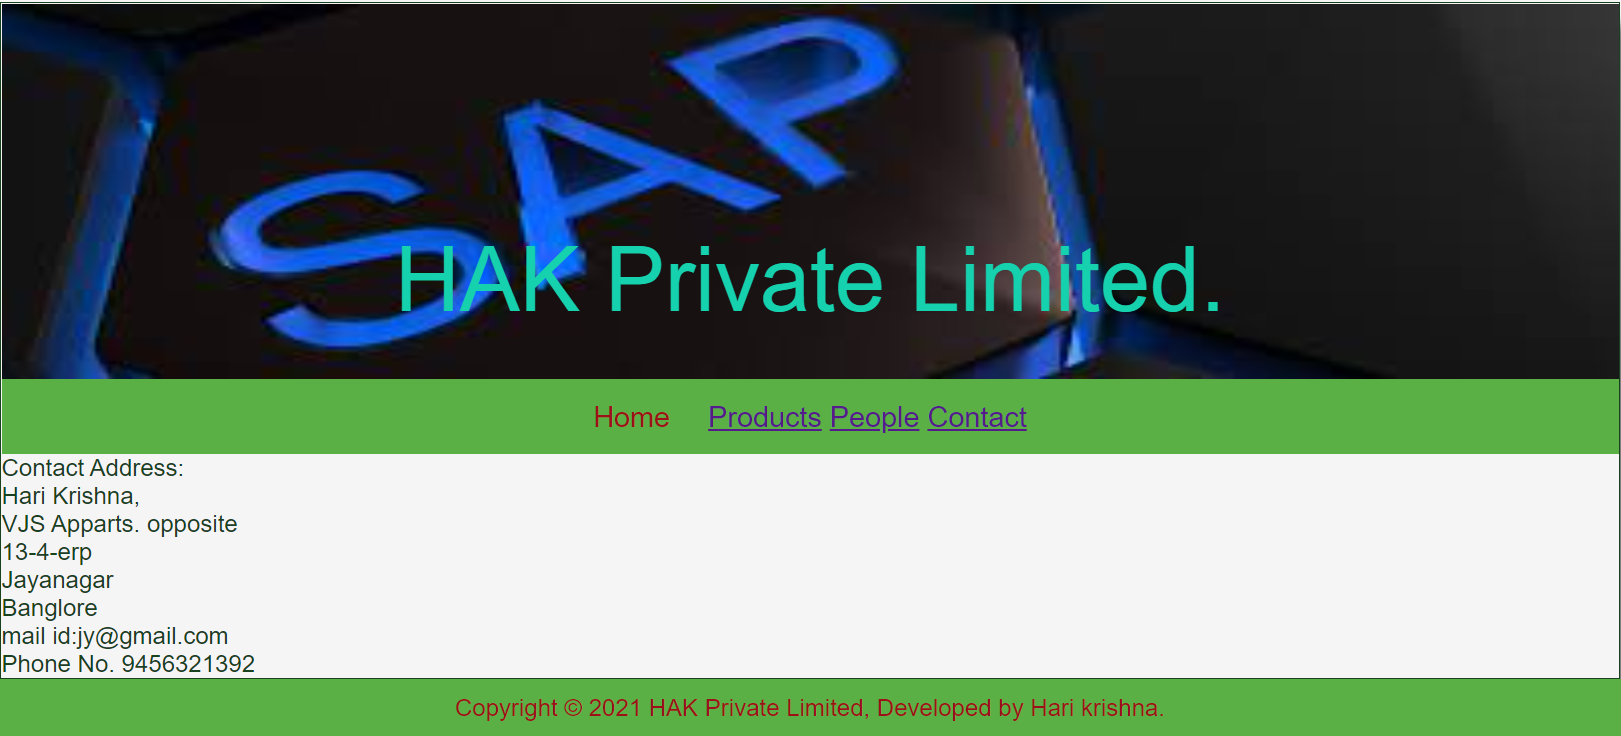 SAP
HAK Private Limited.
Home Products People Contact
Contact Address:
Hari Krishna,
VJS Apparts. opposite
13-4-erp
Jayanagar
Banglore
mail id:jy@gmail.com
Phone No. 9456321392
Copyright © 2021 HAK Private Limited, Developed by Hari krishna.